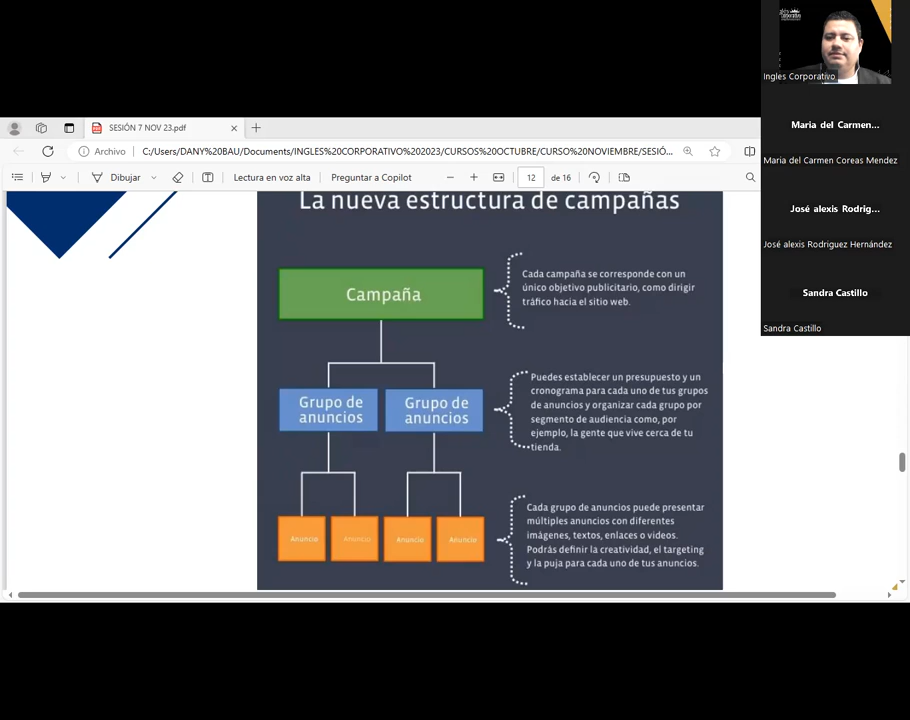 Ingles Corporativo
Maria del Carmen...
Maria del Carmen Coreas Mendez
José alexis Rodrig...
José alexis Rodriguez Hernández
Sandra Castillo
Sandra Castillo
SESIÓN 7 NOV 23.pdf
Archivo
C:/Users/DANY%20BAU/Documents/INGLES%20CORPORATIVO%202023/CURSOS%20OCTUBRE/CURSO%20NOVIEMBRE/SESIÓ...
Dibujar
Lectura en voz alta
Preguntar a Copilot
12
de 16
La nueva estructura de campañas
Campaña
Cada campaña se corresponde con un
único objetivo publicitario, como dirigir
tráfico hacia el sitio web.
Grupo de
anuncios
Grupo de
anuncios
Puedes establecer un presupuesto y un
cronograma para cada uno de tus grupos
de anuncios y organizar cada grupo por
segmento de audiencia como, por
ejemplo, la gente que vive cerca de tu
tienda.
Anuncio
Anuncio
Anuncio
Anuncio
Cada grupo de anuncios puede presentar
múltiples anuncios con diferentes
imágenes, textos, enlaces o videos.
Podrás definir la creatividad, el targeting
y la puja para cada uno de tus anuncios.